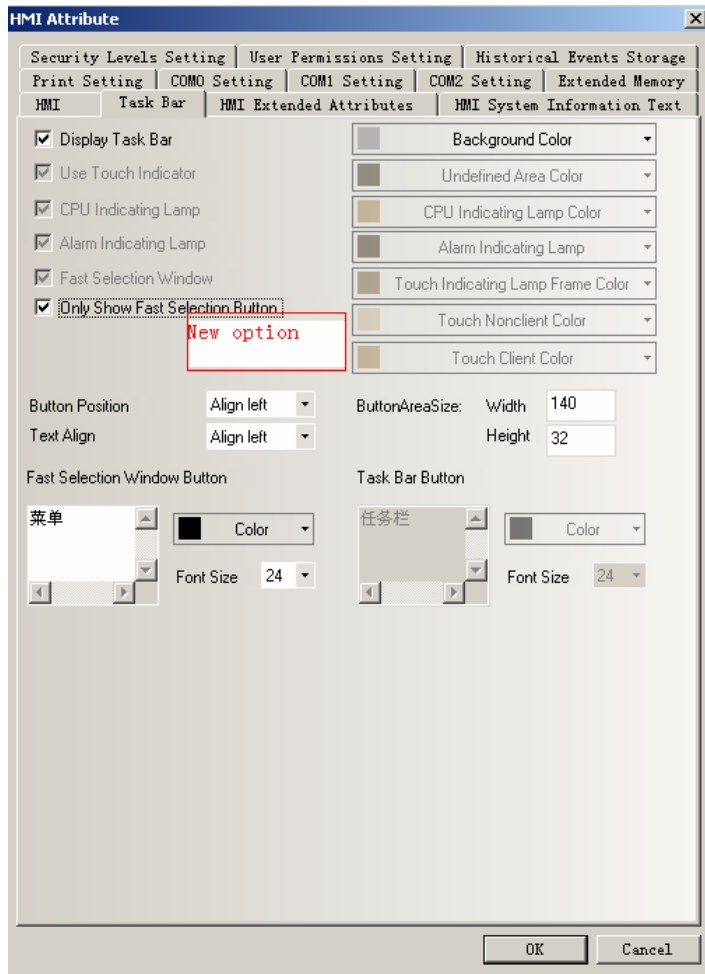 HMI Attribute
Security Levels Setting User Permissions Setting Historical Events Storage
Print Setting COM0 Setting COM1 Setting COM2 Setting Extended Memory
HMI Task Bar HMI Extended Attributes HMI System Information Text
Display Task Bar Background Color
Use Touch Indicator Undefined Area Color
CPU Indicating Lamp CPU Indicating Lamp Color
Alarm Indicating Lamp Alarm Indicating Lamp
Fast Selection Window Touch Indicating Lamp Frame Color
Only Show Fast Selection Button Touch Nonclient Color
New option
Touch Client Color
Button Position Align left ButtonAreaSize: Width 140
Text Align Align left Height 32
Fast Selection Window Button Task Bar Button
菜单 Color 任务栏 Color
Font Size 24 Font Size 24
OK Cancel